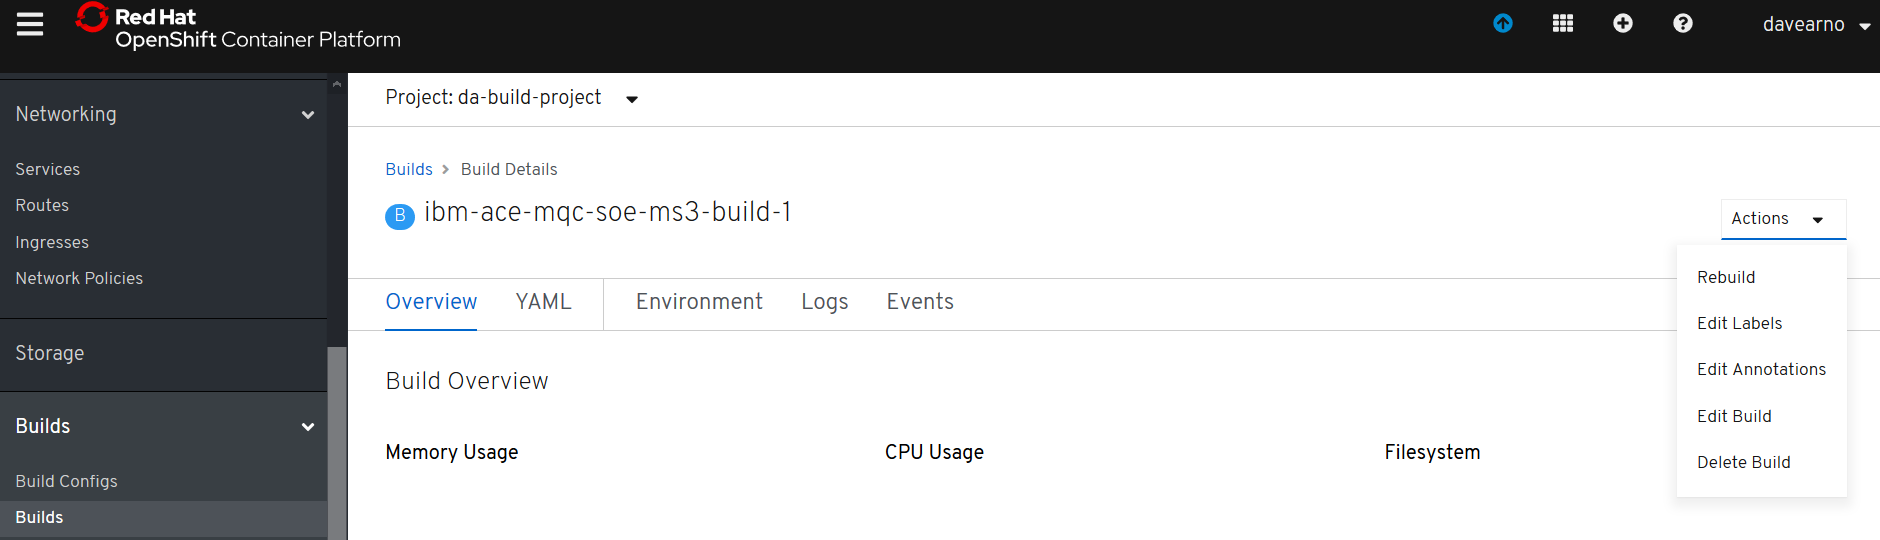 Red Hat
OpenShift Container Platform
davearno
Networking
Services
Routes
Ingresses
Network Policies
Storage
Builds
Build Configs
Builds
Project: da-build-project
Builds > Build Details
B ibm-ace-mqc-soe-ms3-build-1
Actions
Rebuild
Edit Labels
Edit Annotations
Edit Build
Delete Build
Overview YAML Environment Logs Events
Build Overview
Memory Usage CPU Usage Filesystem